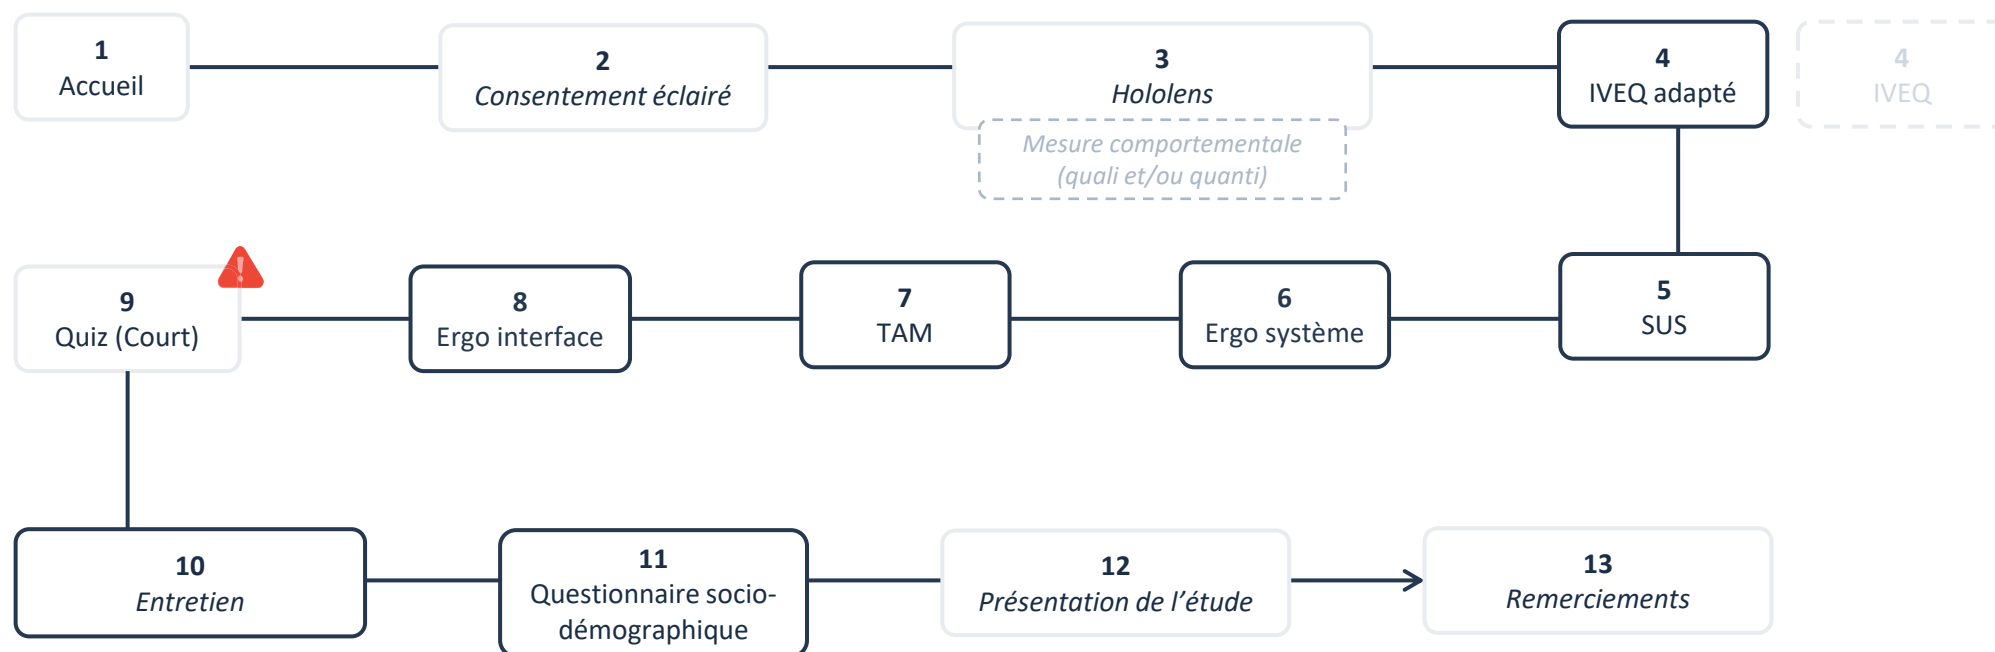 1
Accueil
2
Consentement éclairé
3
Hololens
Mesure comportementale
(quali et/ou quanti)
4
IVEQ adapté
4
IVEQ
9
Quiz (Court)
8
Ergo interface
7
TAM
6
Ergo système
5
SUS
10
Entretien
11
Questionnaire socio-
démographique
12
Présentation de l’étude
13
Remerciements